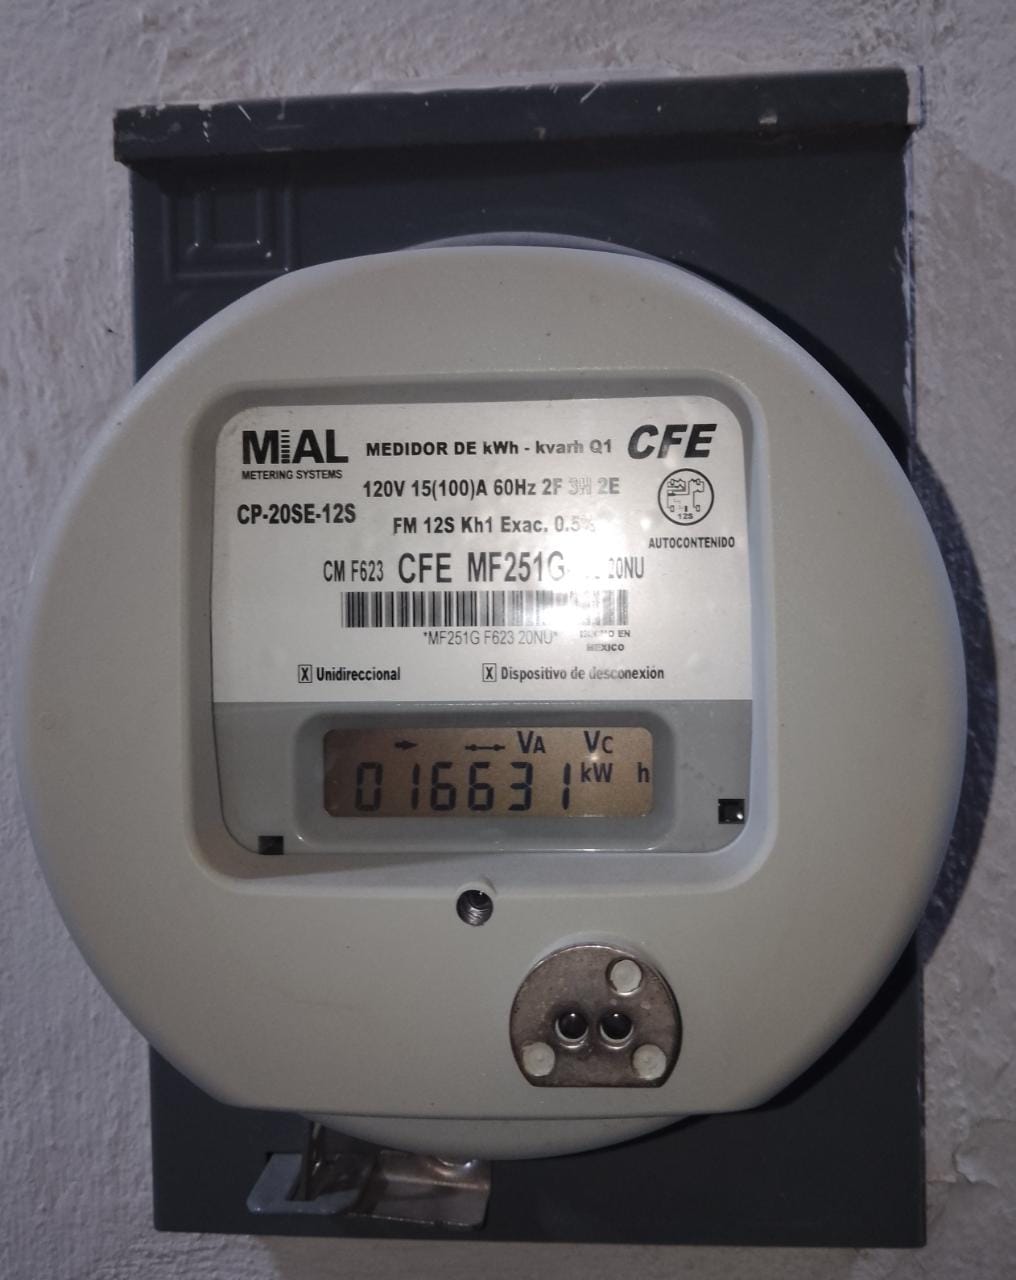 MIAL
METERING SYSTEMS
MEDIDOR DE kWh - kvarh Q1
CFE
120V 15(100)A 60Hz 2F 3H 2E
CP-20SE-12S
FM 12S Kh1 Exac. 0.5%
12S
AUTOCONTENIDO
CM F623 CFE MF251G 20NU
*MF251G F623 20NU*
EN
MEXICO
X Unidireccional
X Dispositivo de desconexión
VA VC
016631 kW h